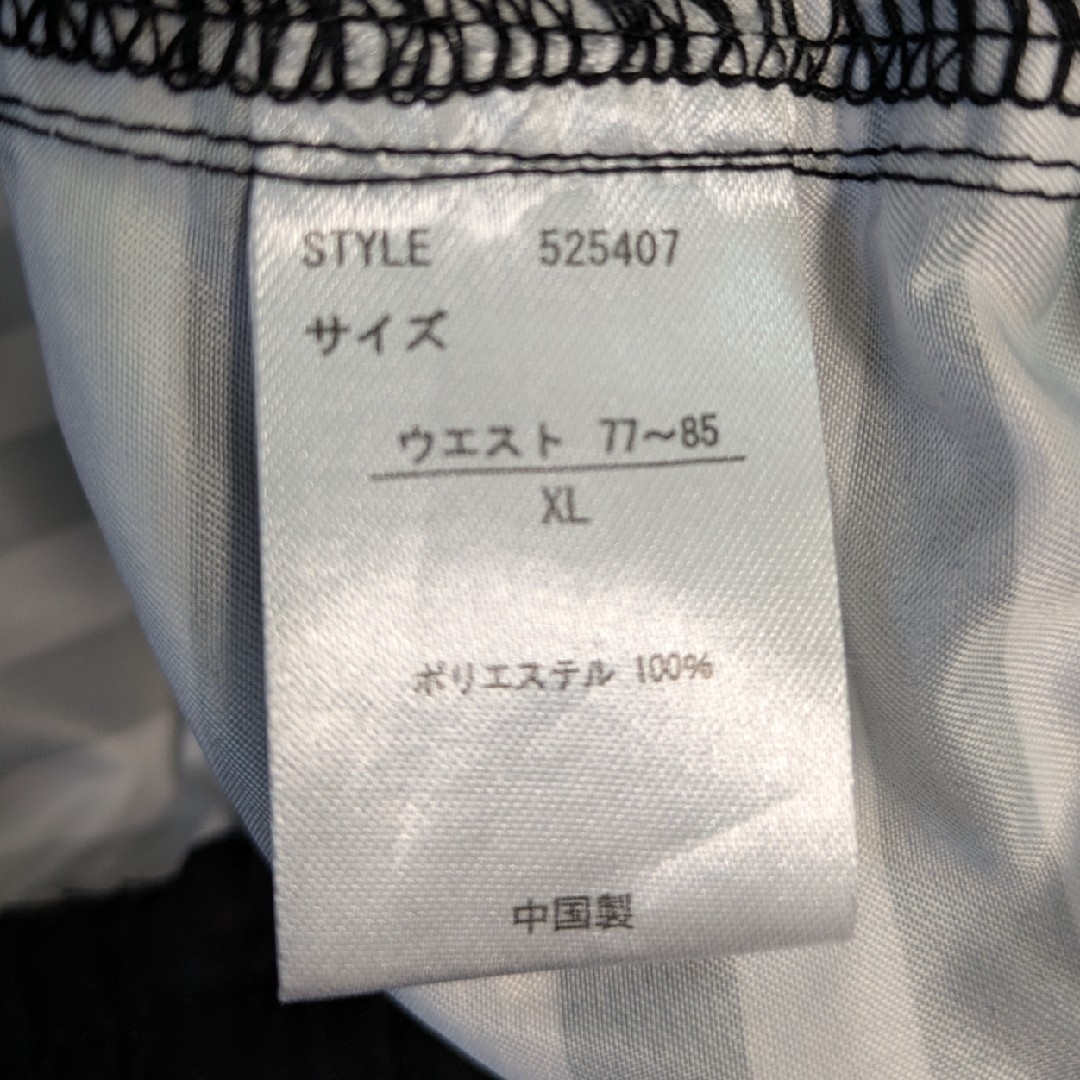 STYLE 525407
サイズ
ウエスト 77～85
XL
ポリエステル 100%
中国製